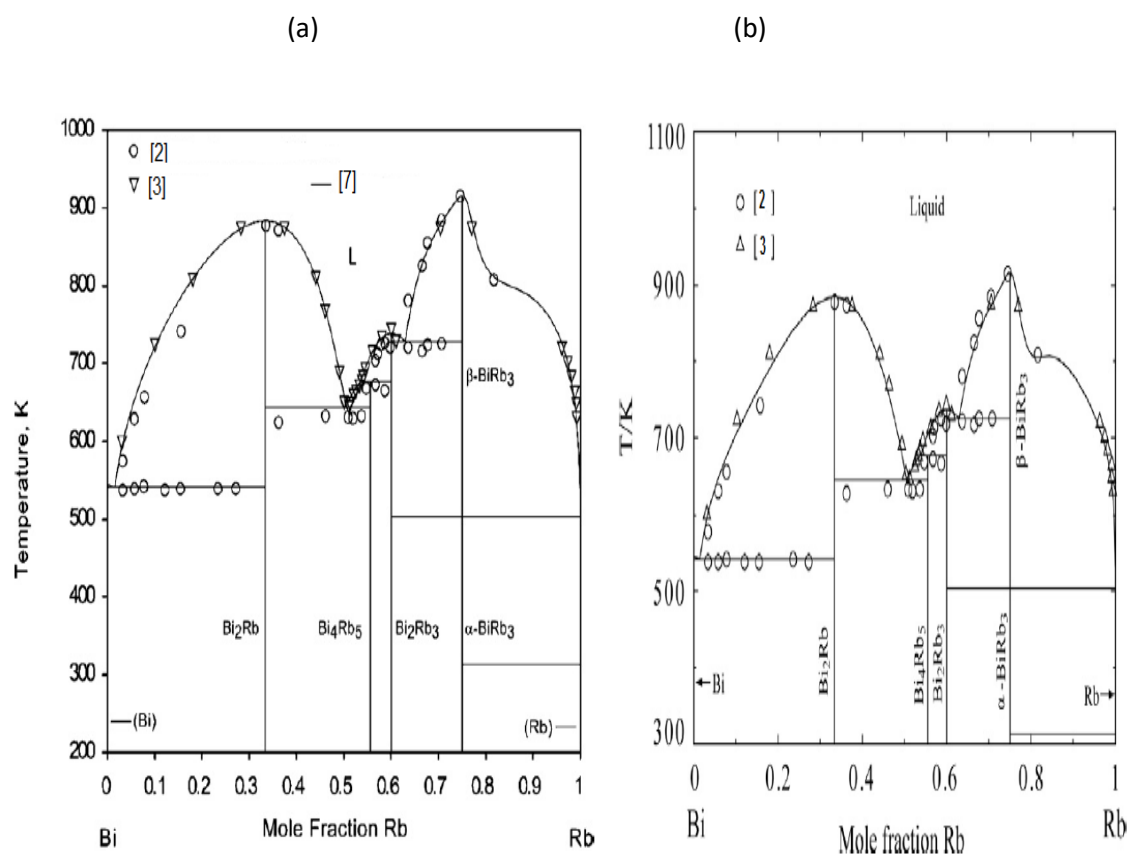 (a)
1000
900
800
700
600
500
400
300
200
Temperature, K
[2]
[3]
[7]
L
β-BiRb3
Bi2Rb
Bi4Rb5
Bi2Rb3
α-BiRb3
(Bi)
(Rb)
0 0.1 0.2 0.3 0.4 0.5 0.6 0.7 0.8 0.9 1
Bi
Mole Fraction Rb
Rb
(b)
1100
900
700
500
300
T/K
[2]
[3]
Liquid
β-BiRb3
Bi2Rb
Bi4Rb5
Bi2Rb3
α-BiRb3
Bi
Rb
0 0.2 0.4 0.6 0.8 1
Bi
Mole fraction Rb
Rb